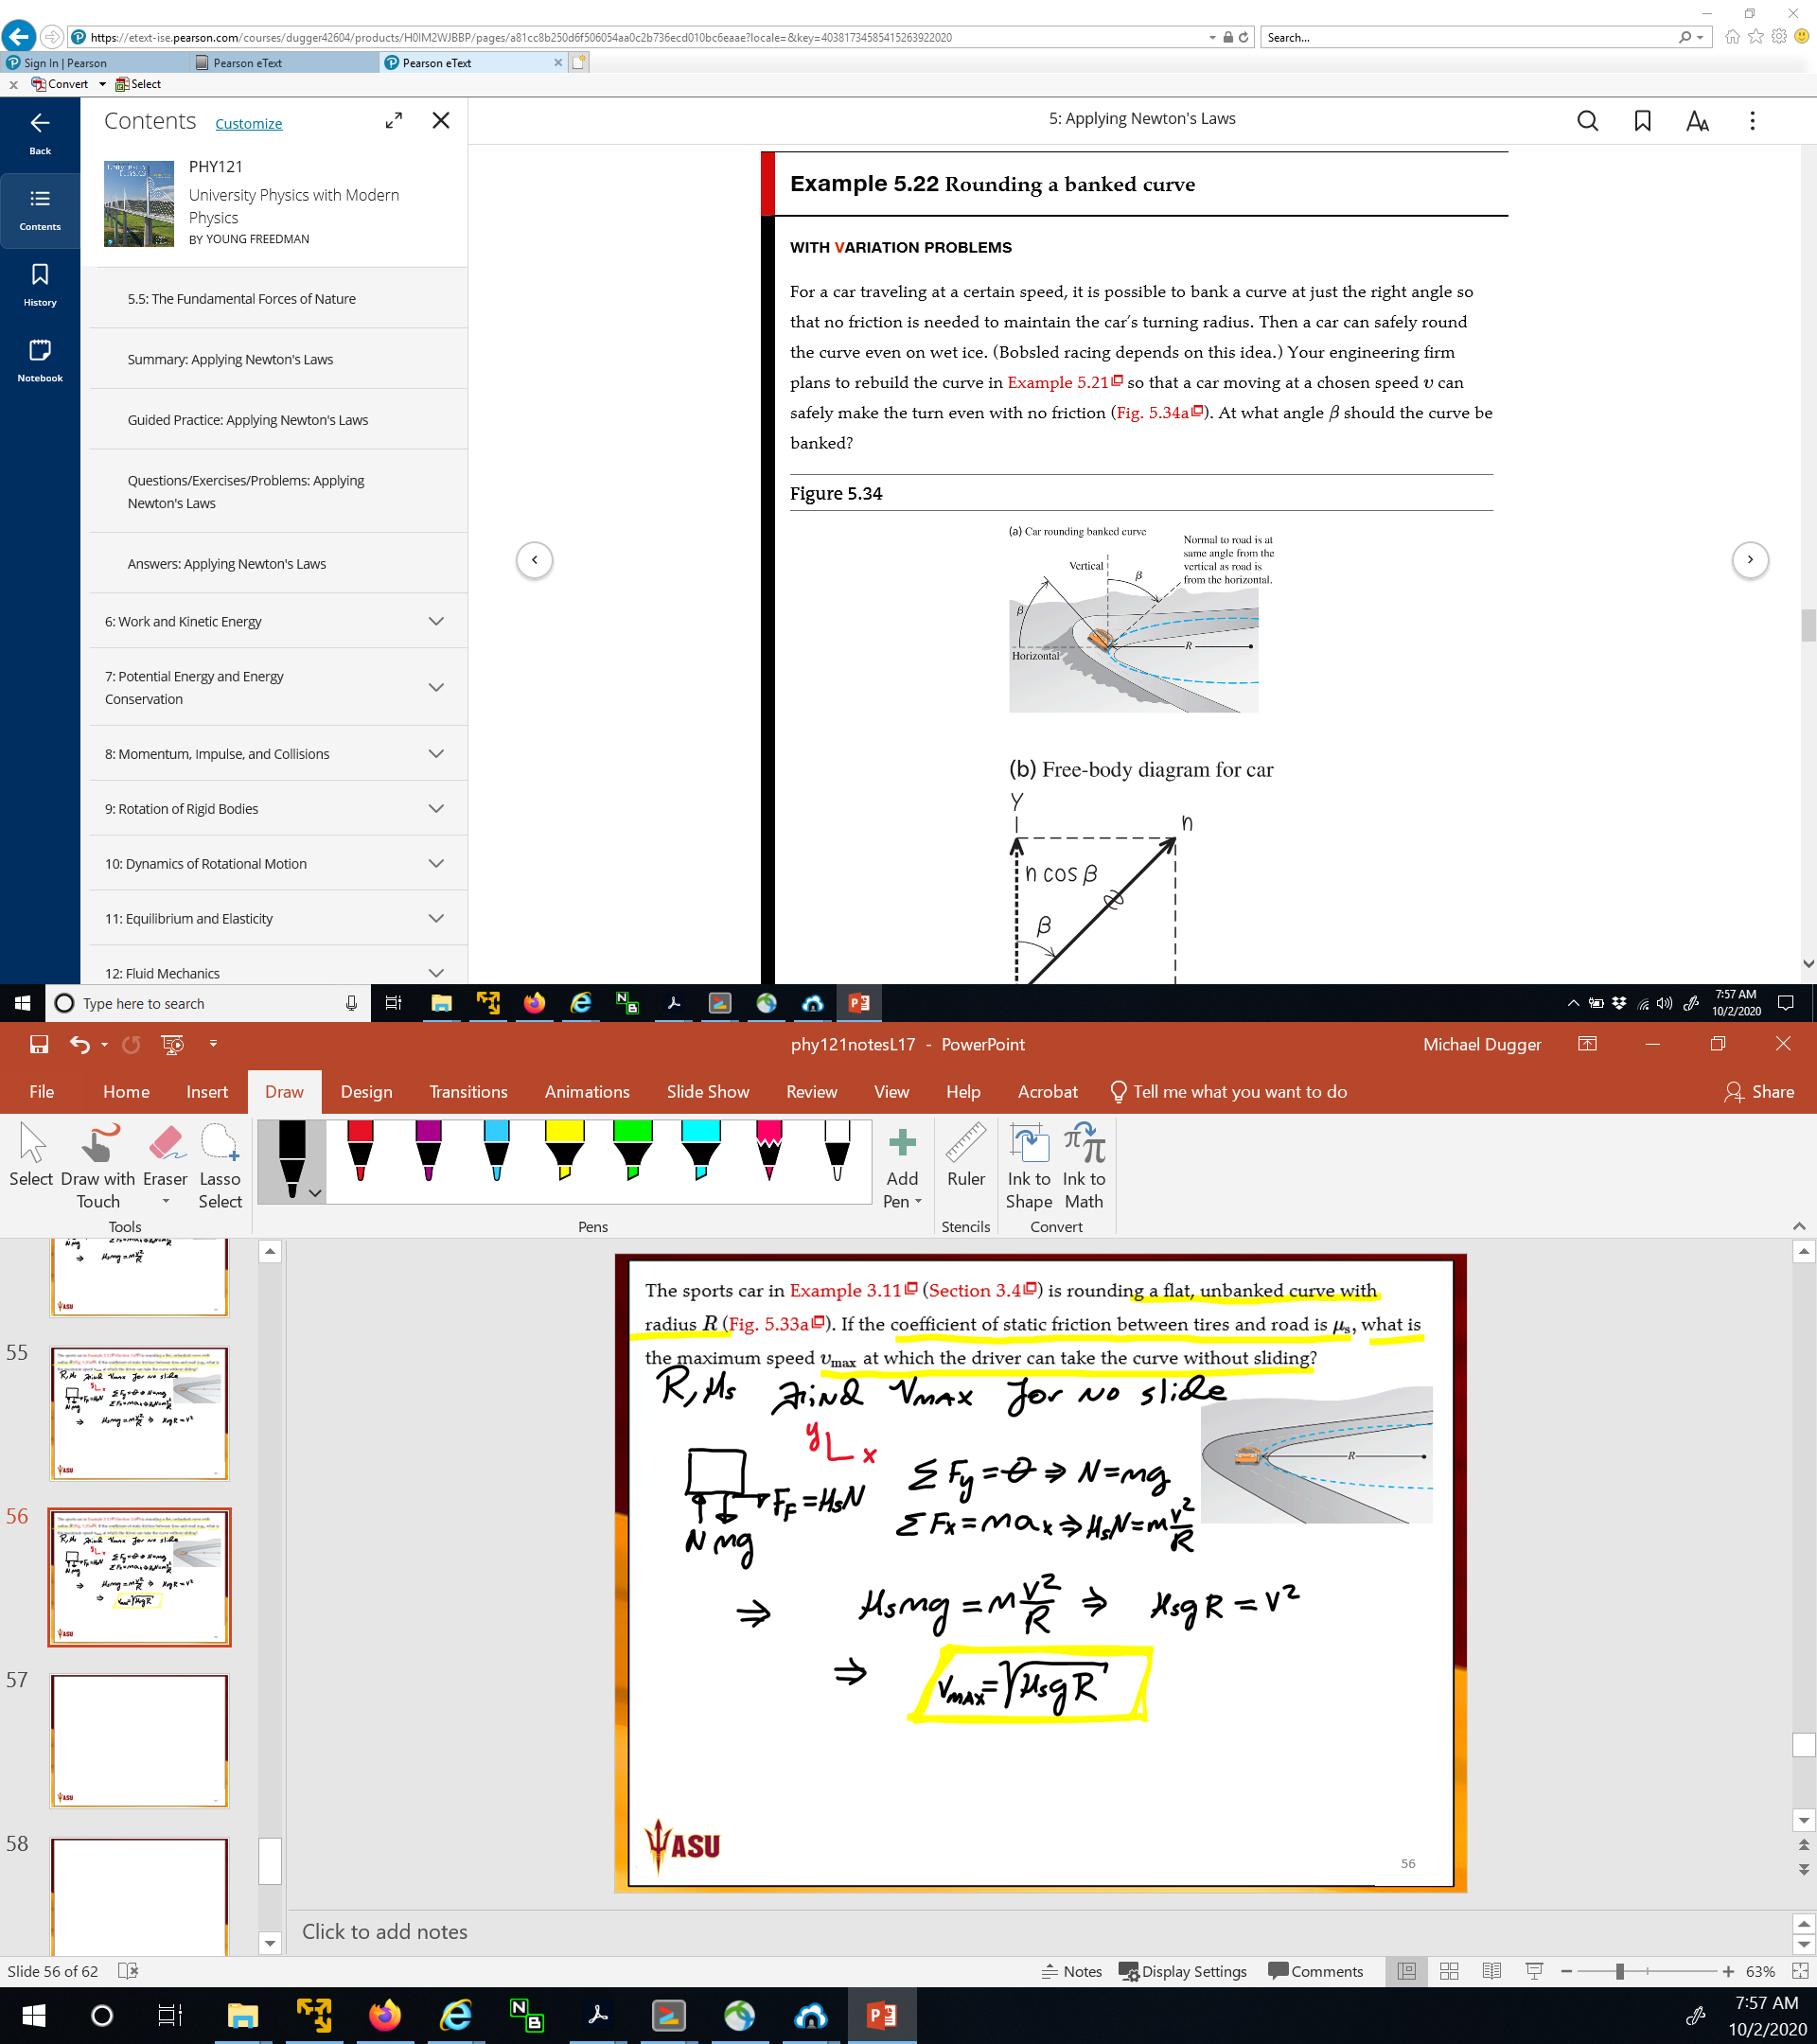 https://etext-ise.pearson.com/courses/dugger42604/products/H0IM2WJBBP/pages/a81cc8b250d6f506054aa0c2b736ecd010bc6eaae?locale=&key=40381734585415263922020
Search...
Sign In | Pearson
Pearson eText
Pearson eText
Convert
Select
Contents
Customize
5: Applying Newton's Laws
Back
Contents
History
Notebook
PHY121
University Physics with Modern
Physics
BY YOUNG FREEDMAN
5.5: The Fundamental Forces of Nature
Summary: Applying Newton's Laws
Guided Practice: Applying Newton's Laws
Questions/Exercises/Problems: Applying
Newton's Laws
Answers: Applying Newton's Laws
6: Work and Kinetic Energy
7: Potential Energy and Energy
Conservation
8: Momentum, Impulse, and Collisions
9: Rotation of Rigid Bodies
10: Dynamics of Rotational Motion
11: Equilibrium and Elasticity
12: Fluid Mechanics
Example 5.22 Rounding a banked curve
WITH VARIATION PROBLEMS
For a car traveling at a certain speed, it is possible to bank a curve at just the right angle so
that no friction is needed to maintain the car's turning radius. Then a car can safely round
the curve even on wet ice. (Bobsled racing depends on this idea.) Your engineering firm
plans to rebuild the curve in Example 5.21 so that a car moving at a chosen speed v can
safely make the turn even with no friction (Fig. 5.34a). At what angle β should the curve be
banked?
Figure 5.34
(a) Car rounding banked curve
Normal to road is at
same angle from the
vertical as road is
from the horizontal.
Vertical
β
β
R
Horizontal
(b) Free-body diagram for car
Y
n
n cos β
β
Type here to search
7:57 AM
10/2/2020
phy121notesL17 - PowerPoint
Michael Dugger
File
Home
Insert
Draw
Design
Transitions
Animations
Slide Show
Review
View
Help
Acrobat
Tell me what you want to do
Share
Select
Draw with
Touch
Eraser
Lasso
Select
Add
Pen
Ruler
Ink to
Shape
Ink to
Math
Tools
Pens
Stencils
Convert
55
56
57
58
The sports car in Example 3.11 (Section 3.4) is rounding a flat, unbanked curve with
radius R (Fig. 5.33a). If the coefficient of static friction between tires and road is μs, what is
the maximum speed vmax at which the driver can take the curve without sliding?
R, μs Find VMAX for no slide
y x
ΣFy = 0 ⇒ N = mg
FF = μsN
ΣFx = max ⇒ μsN = m v²/R
N mg
R
⇒ μsmg = m v²/R ⇒ μsgR = v²
⇒ VMAX = √μsgR
ASU
56
Click to add notes
Slide 56 of 62
Notes
Display Settings
Comments
63%
7:57 AM
10/2/2020